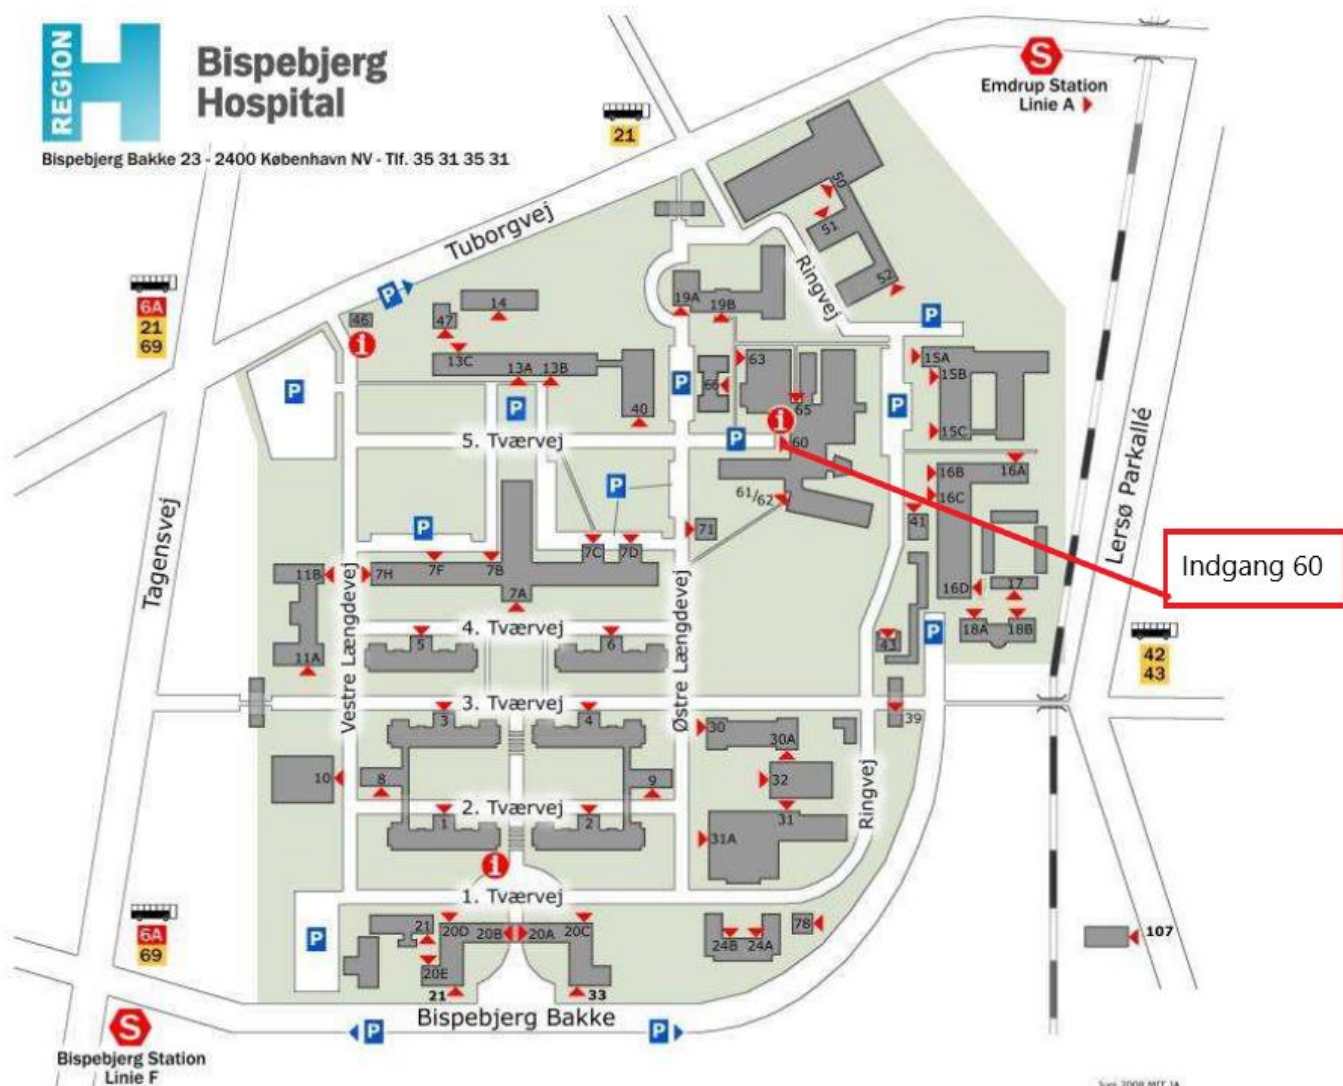 REGION
H
Bispebjerg
Hospital
Bispebjerg Bakke 23 - 2400 København NV - Tlf. 35 31 35 31
S
Emdrup Station
Linie A
21
Tuborgvej
50
51
52
Ringvej
P
6A
21
69
46
i
47
14
19A
19B
P
P
13C
13A
13B
P
P
66
63
65
P
15A
15B
15C
40
i
5. Tværvej
P
60
Lersø Parkallé
16B
16A
16C
61/62
P
P
41
71
7C
7D
7F
7B
Tagensvej
11B
7H
7A
16D
17
Indgang 60
4. Tværvej
5
6
43
P
18A
18B
11A
Vestre Længdevej
Østre Længdevej
42
43
3. Tværvej
3
4
30
39
30A
10
8
9
32
2. Tværvej
1
2
31
31A
Ringvej
i
1. Tværvej
6A
69
P
21
20D
20B
20A
20C
24B
24A
78
107
20E
21
33
Bispebjerg Bakke
S
P
P
Bispebjerg Station
Linie F